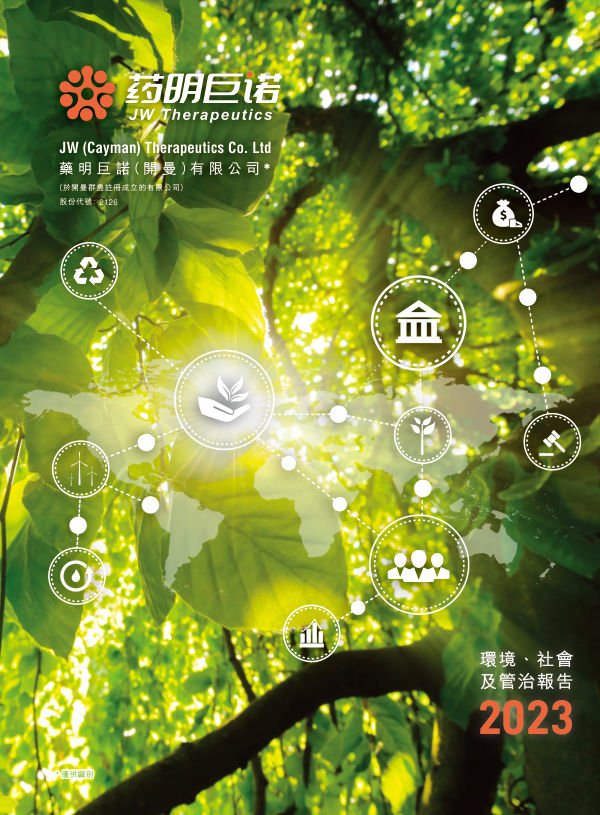 药明巨诺
JW Therapeutics
JW (Cayman) Therapeutics Co. Ltd
藥明巨諾(開曼)有限公司*
(於開曼群島註冊成立的有限公司)
股份代號：2126
$
環境、社會
及管治報告
2023
* 僅供識別